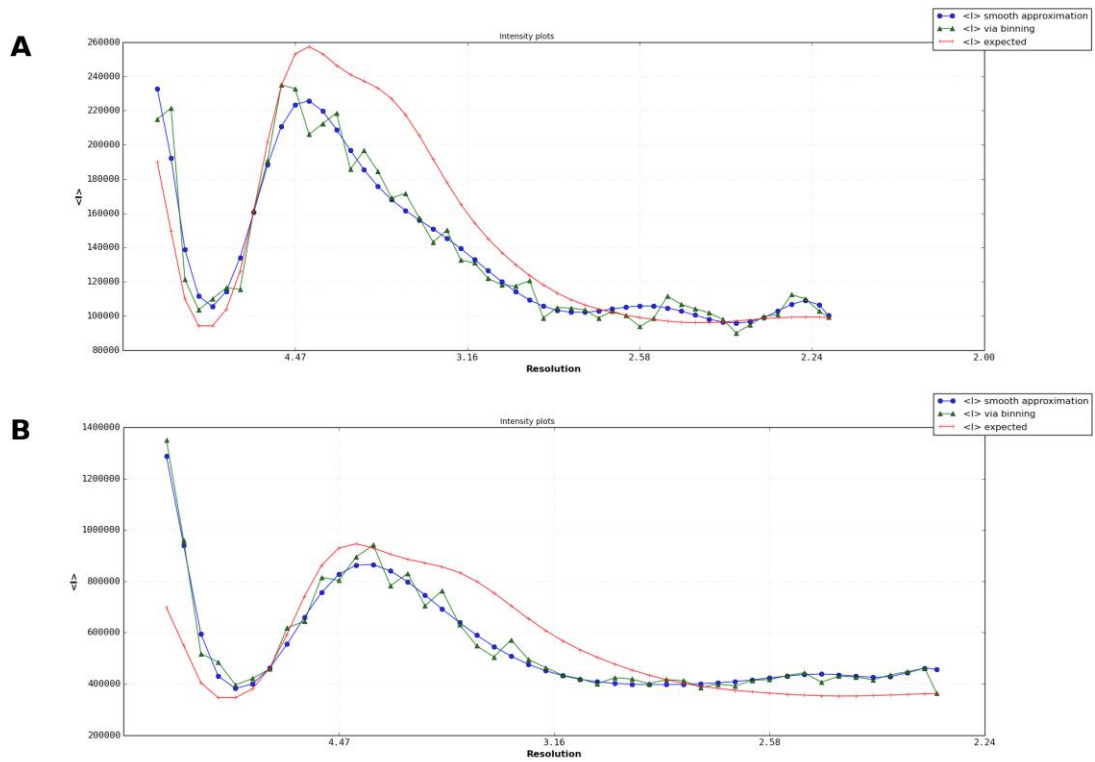 A
Intensity plots
<I> smooth approximation
<I> via binning
<I> expected
260000
240000
220000
200000
180000
160000
140000
120000
100000
80000
<I>
4.47 3.16 2.58 2.24 2.00
Resolution
B
Intensity plots
<I> smooth approximation
<I> via binning
<I> expected
1400000
1200000
1000000
800000
600000
400000
200000
<I>
4.47 3.16 2.58 2.24
Resolution